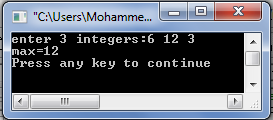 "C:\Users\Mohamme...
enter 3 integers:6 12 3
max=12
Press any key to continue